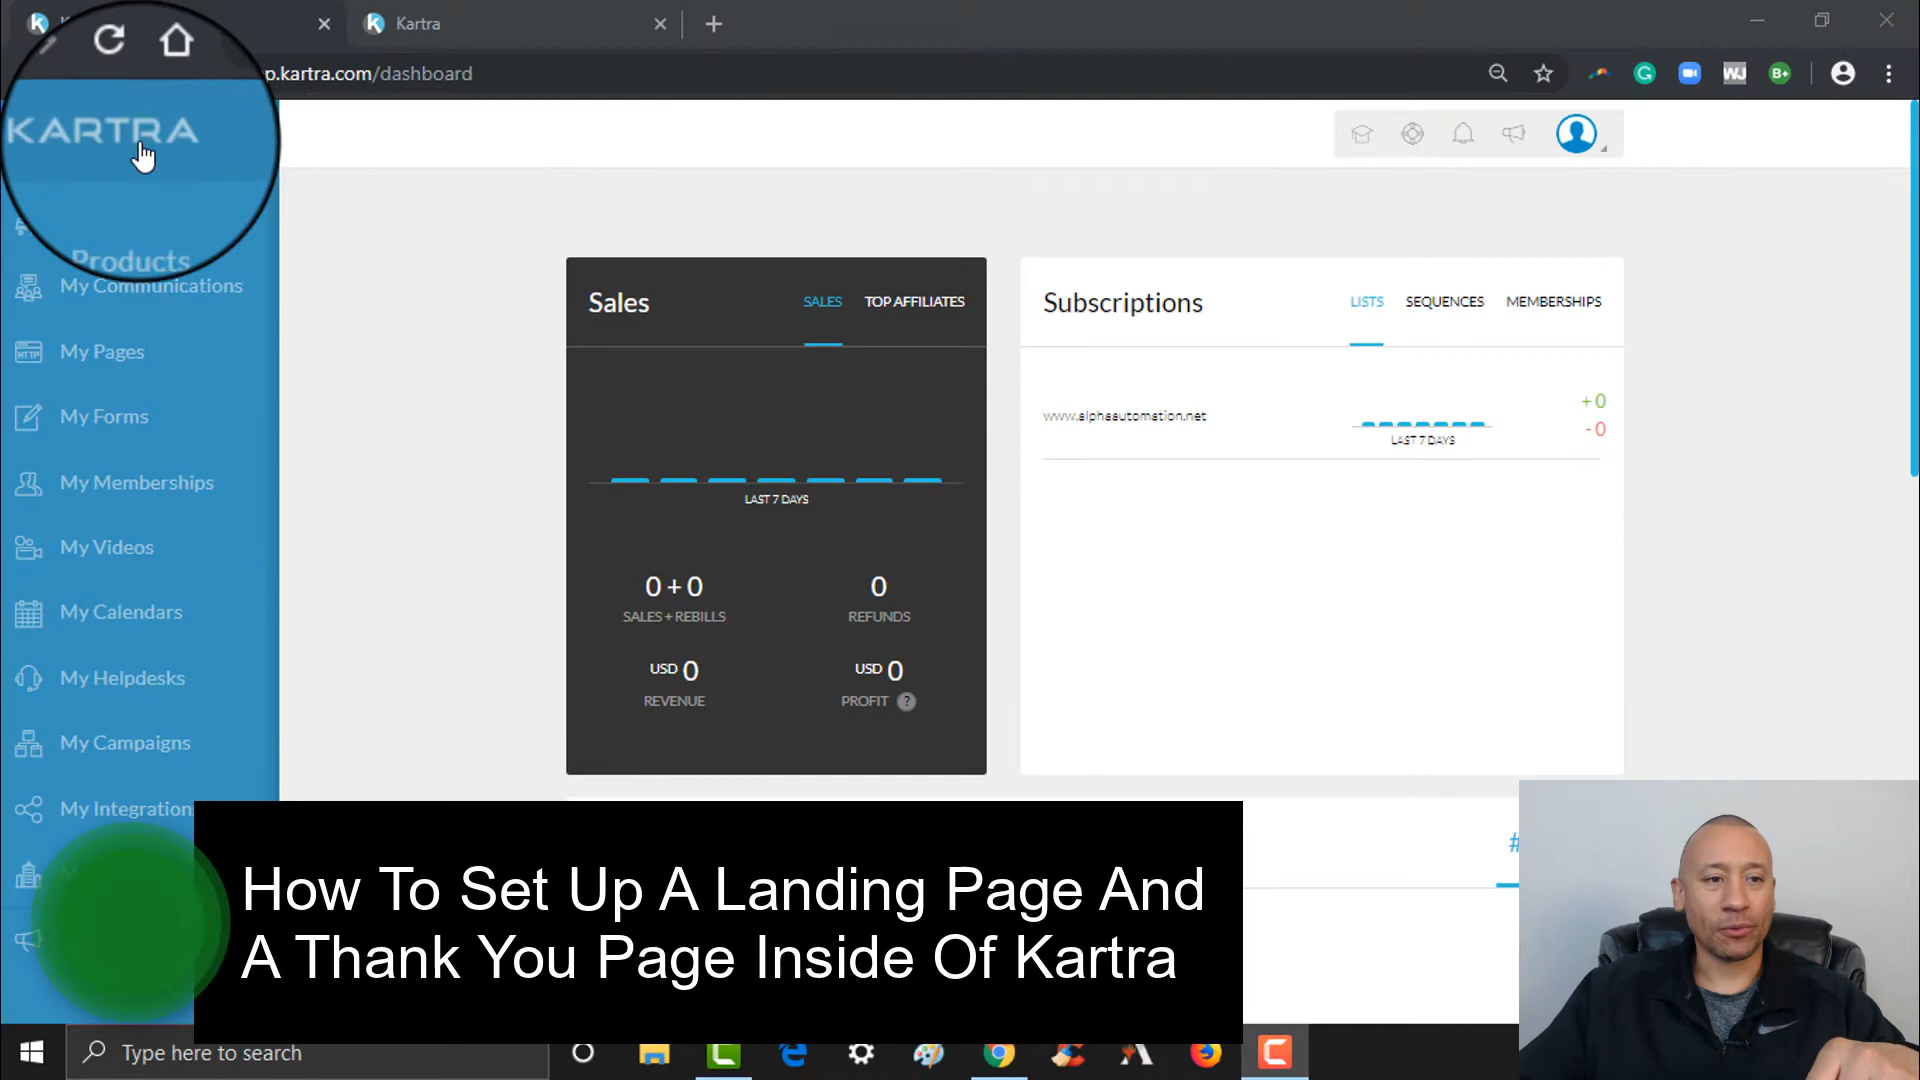 Kartra
p.kartra.com/dashboard
WJ
B+
KARTRA
Products
My Communications
My Pages
HTTP
My Forms
My Memberships
My Videos
My Calendars
My Helpdesks
My Campaigns
My Integration
Sales
SALES
TOP AFFILIATES
LAST 7 DAYS
0 + 0
SALES + REBILLS
0
REFUNDS
USD 0
REVENUE
USD 0
PROFIT ?
Subscriptions
LISTS
SEQUENCES
MEMBERSHIPS
www.alphaautomation.net
LAST 7 DAYS
+ 0
- 0
#
How To Set Up A Landing Page And
A Thank You Page Inside Of Kartra
Type here to search